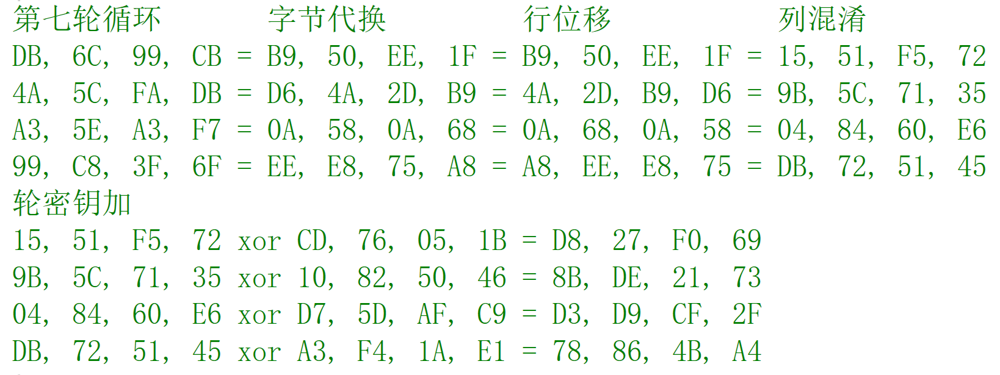 第七轮循环 字节代换 行位移 列混淆
DB, 6C, 99, CB = B9, 50, EE, 1F = B9, 50, EE, 1F = 15, 51, F5, 72
4A, 5C, FA, DB = D6, 4A, 2D, B9 = 4A, 2D, B9, D6 = 9B, 5C, 71, 35
A3, 5E, A3, F7 = 0A, 58, 0A, 68 = 0A, 68, 0A, 58 = 04, 84, 60, E6
99, C8, 3F, 6F = EE, E8, 75, A8 = A8, EE, E8, 75 = DB, 72, 51, 45
轮密钥加
15, 51, F5, 72 xor CD, 76, 05, 1B = D8, 27, F0, 69
9B, 5C, 71, 35 xor 10, 82, 50, 46 = 8B, DE, 21, 73
04, 84, 60, E6 xor D7, 5D, AF, C9 = D3, D9, CF, 2F
DB, 72, 51, 45 xor A3, F4, 1A, E1 = 78, 86, 4B, A4